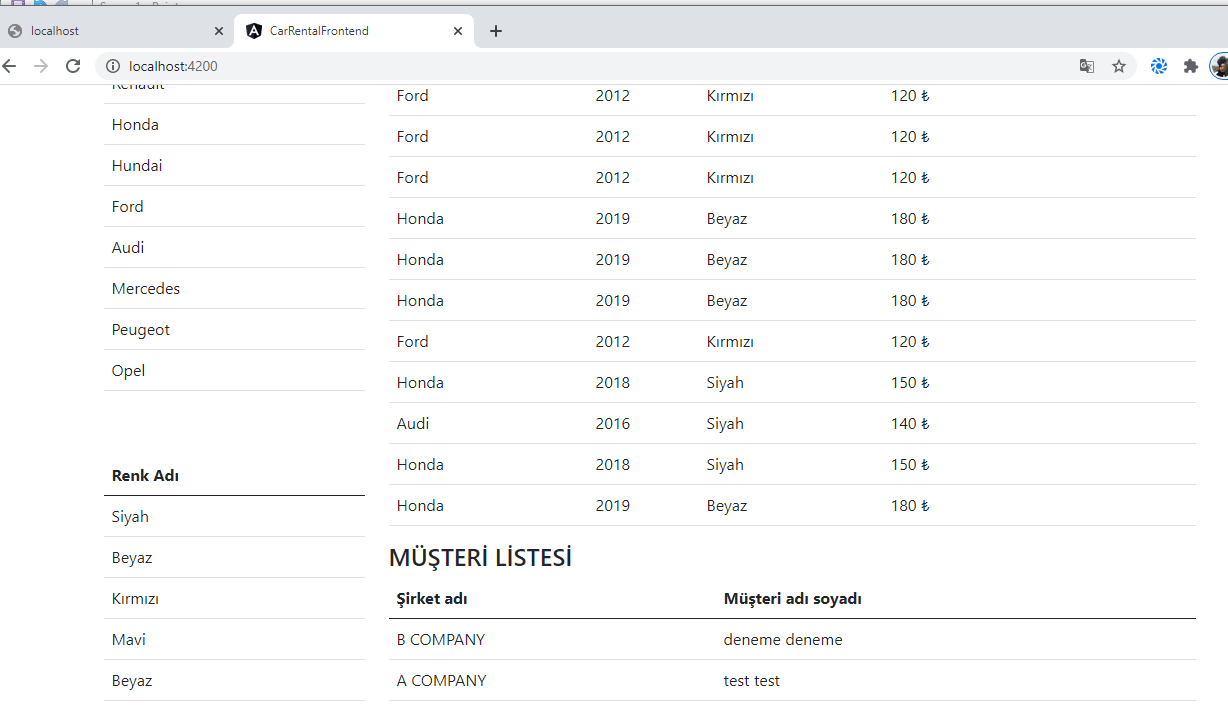 localhost
CarRentalFrontend
localhost:4200
Renault
Honda
Hundai
Ford
Audi
Mercedes
Peugeot
Opel
Renk Adı
Siyah
Beyaz
Kırmızı
Mavi
Beyaz
Ford 2012 Kırmızı 120 ₺
Ford 2012 Kırmızı 120 ₺
Ford 2012 Kırmızı 120 ₺
Honda 2019 Beyaz 180 ₺
Honda 2019 Beyaz 180 ₺
Honda 2019 Beyaz 180 ₺
Ford 2012 Kırmızı 120 ₺
Honda 2018 Siyah 150 ₺
Audi 2016 Siyah 140 ₺
Honda 2018 Siyah 150 ₺
Honda 2019 Beyaz 180 ₺
MÜŞTERİ LİSTESİ
Şirket adı Müşteri adı soyadı
B COMPANY deneme deneme
A COMPANY test test